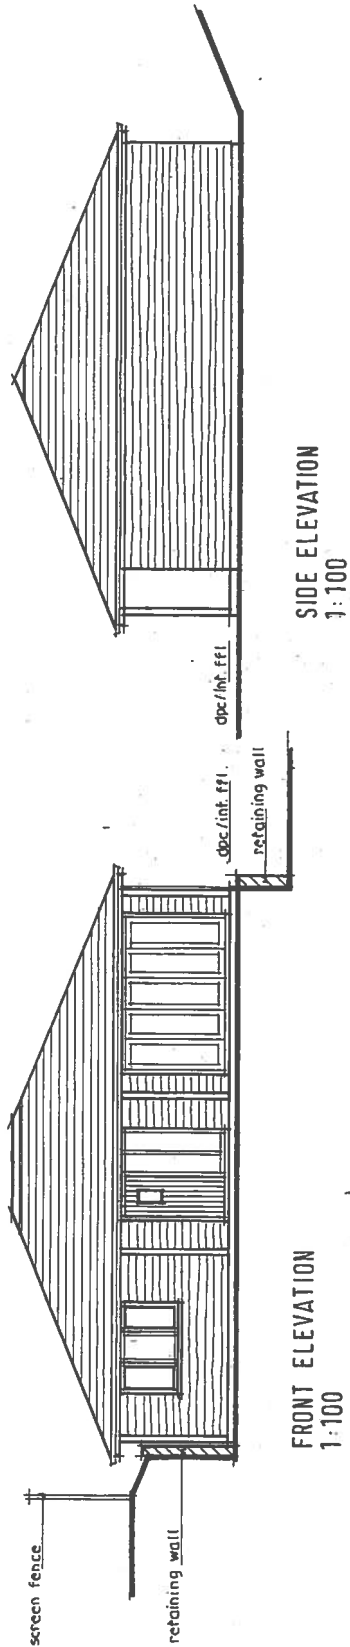 screen fence
retaining wall
FRONT ELEVATION
1:100
dpc/int. ffl.
retaining wall
dpc/int. ffl
SIDE ELEVATION
1:100